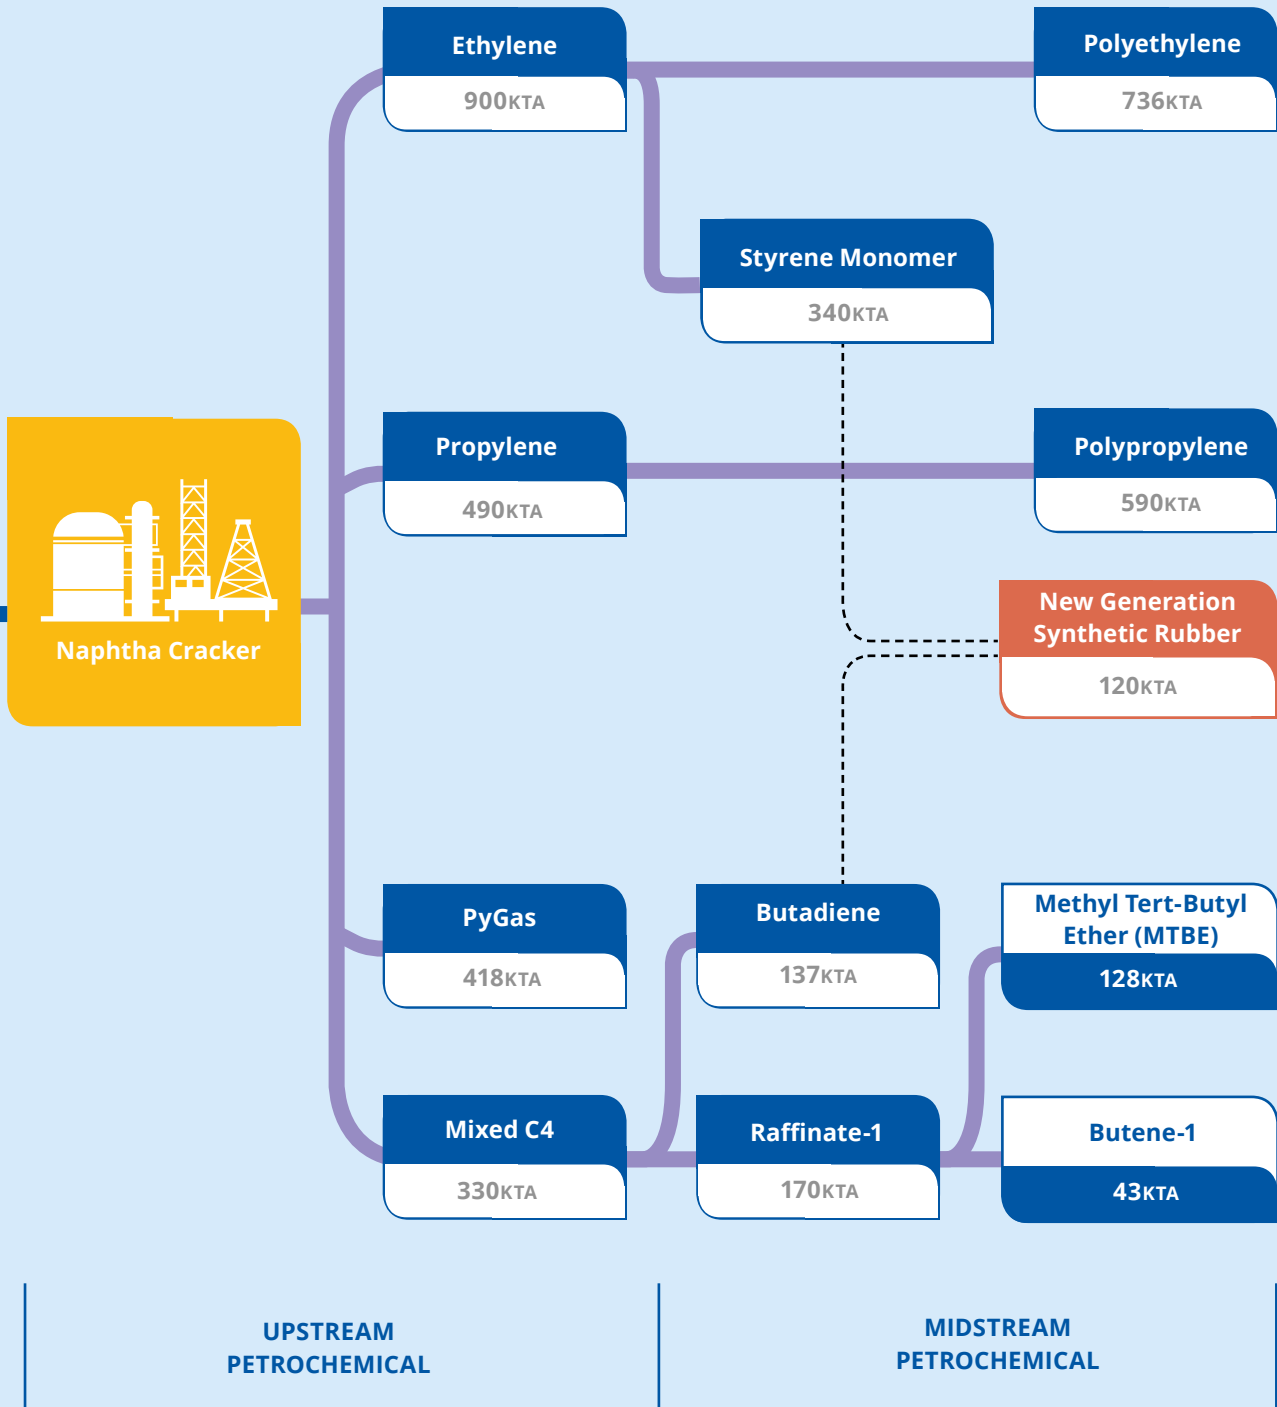 Ethylene
900KTA
Polyethylene
736KTA
Styrene Monomer
340KTA
Propylene
490KTA
Polypropylene
590KTA
Naphtha Cracker
New Generation
Synthetic Rubber
120KTA
PyGas
418KTA
Butadiene
137KTA
Methyl Tert-Butyl
Ether (MTBE)
128KTA
Mixed C4
330KTA
Raffinate-1
170KTA
Butene-1
43KTA
UPSTREAM
PETROCHEMICAL
MIDSTREAM
PETROCHEMICAL